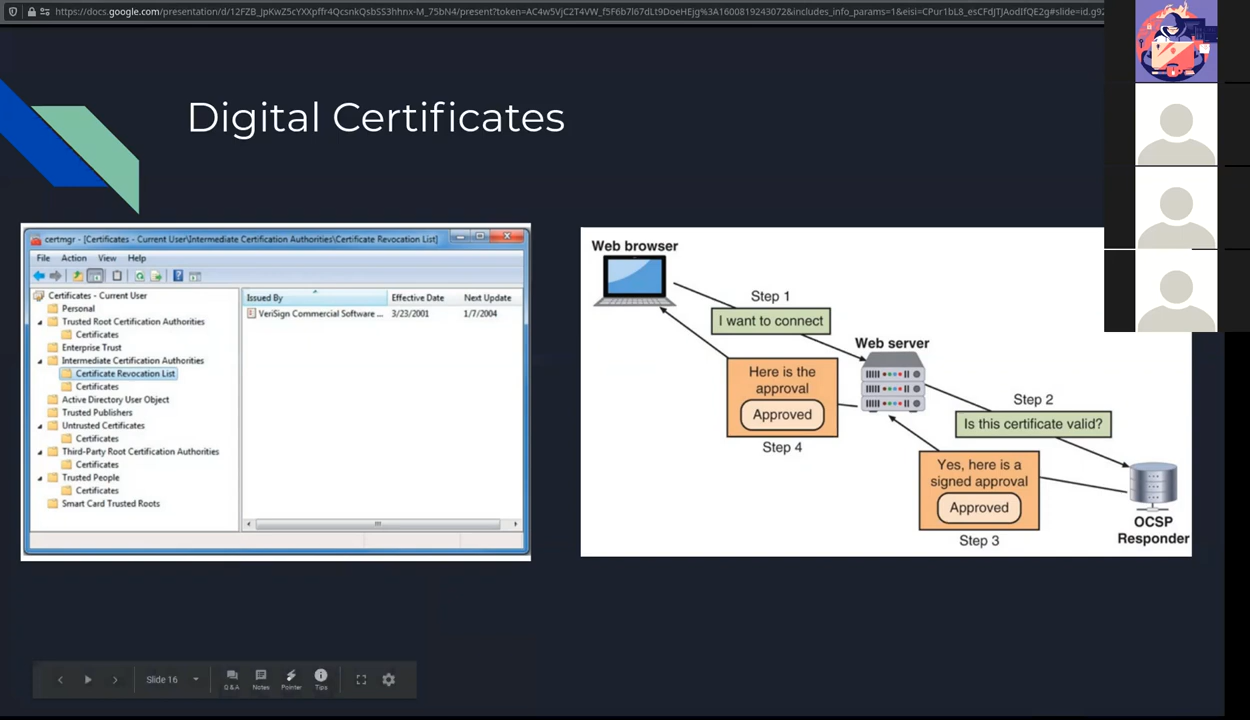 Digital Certificates
certmgr - [Certificates - Current User\Intermediate Certification Authorities\Certificate Revocation List]
File Action View Help
Certificates - Current User
Personal
Trusted Root Certification Authorities
Certificates
Enterprise Trust
Intermediate Certification Authorities
Certificate Revocation List
Certificates
Active Directory User Object
Trusted Publishers
Untrusted Certificates
Certificates
Third-Party Root Certification Authorities
Certificates
Trusted People
Certificates
Smart Card Trusted Roots
Issued By Effective Date Next Update
VeriSign Commercial Software ... 3/23/2001 1/7/2004
Web browser
Step 1
I want to connect
Web server
Here is the
approval
Approved
Step 4
Step 2
Is this certificate valid?
Yes, here is a
signed approval
Approved
Step 3
OCSP
Responder
Slide 16
Q&A Notes Pointer Tips